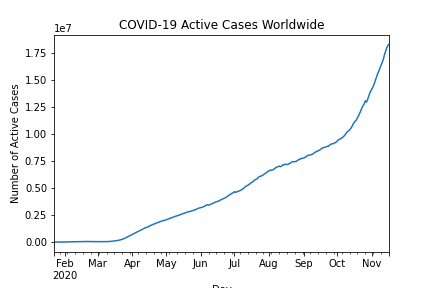 COVID-19 Active Cases Worldwide
1e7
1.75
1.50
1.25
1.00
0.75
0.50
0.25
0.00
Number of Active Cases
Feb Mar Apr May Jun Jul Aug Sep Oct Nov
2020